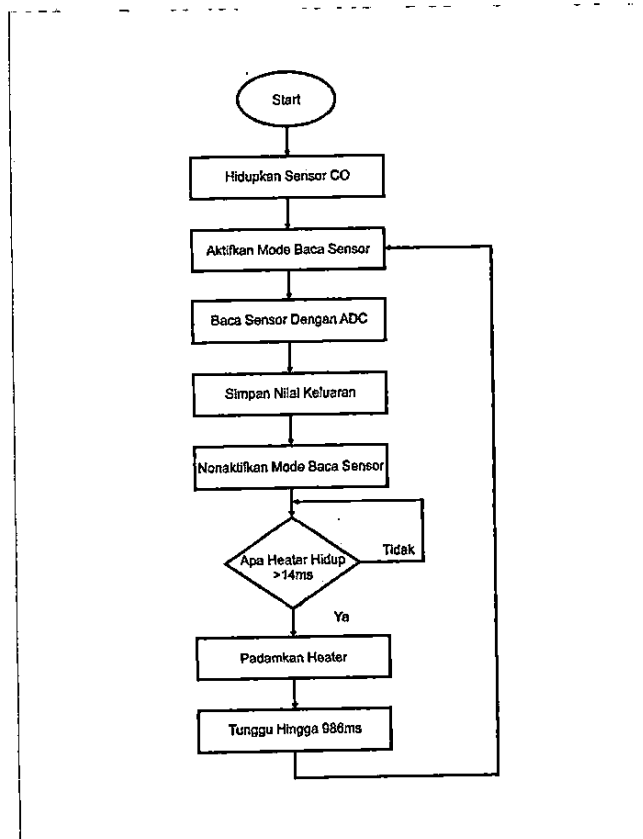 Start
Hidupkan Sensor CO
Aktifkan Mode Baca Sensor
Baca Sensor Dengan ADC
Simpan Nilai Keluaran
Nonaktifkan Mode Baca Sensor
Apa Heater Hidup
>14ms
Tidak
Ya
Padamkan Heater
Tunggu Hingga 986ms